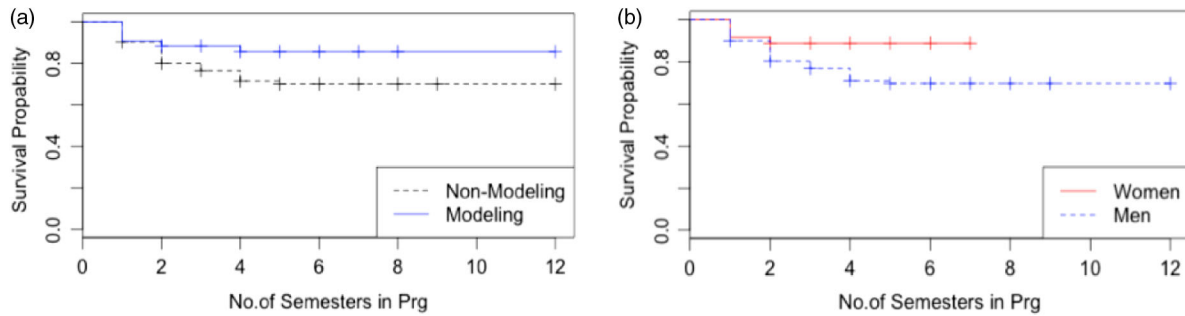 (a)
Survival Propability
0.8
0.4
0.0
0 2 4 6 8 10 12
No.of Semesters in Prg
Non-Modeling
Modeling
(b)
Survival Propability
0.8
0.4
0.0
0 2 4 6 8 10 12
No.of Semesters in Prg
Women
Men